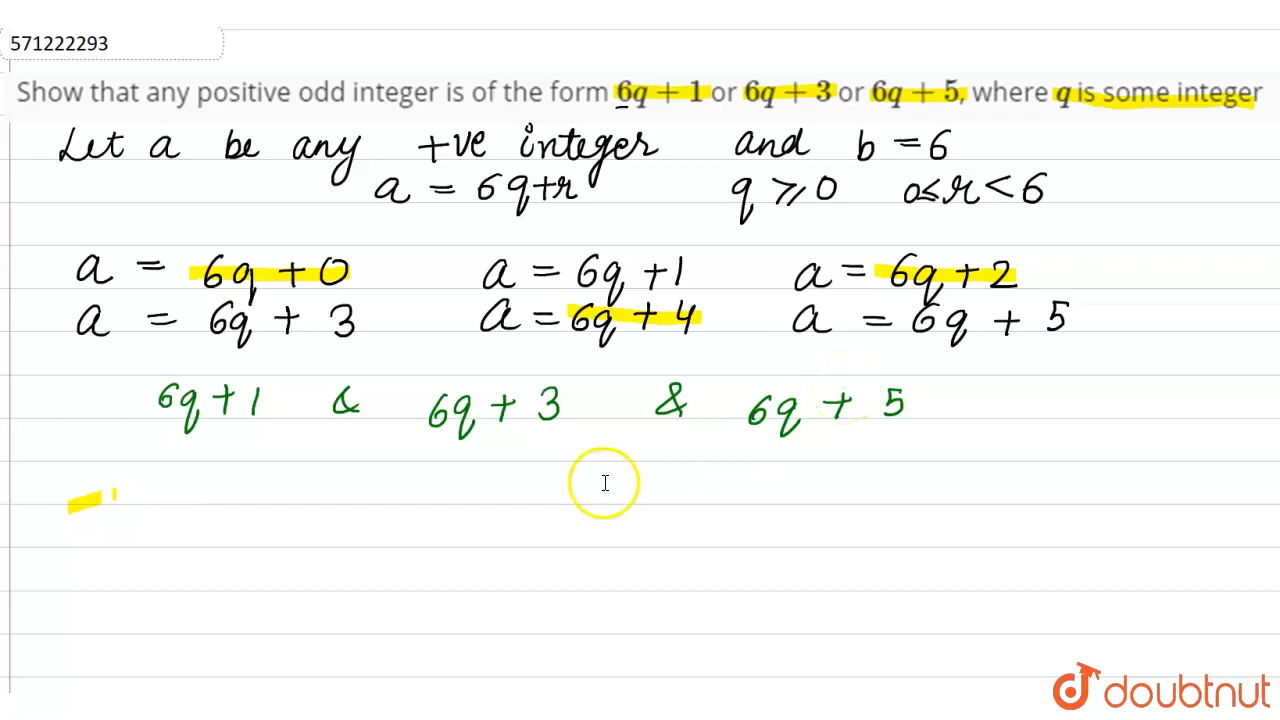 571222293
Show that any positive odd integer is of the form 6q + 1 or 6q + 3 or 6q + 5, where q is some integer
Let a be any +ve integer and b = 6
a = 6q+r q ⩾ 0 0≤r<6
a = 6q + 0 a = 6q + 1 a = 6q + 2
a = 6q + 3 a = 6q + 4 a = 6q + 5
6q + 1 & 6q + 3 & 6q + 5
doubtnut